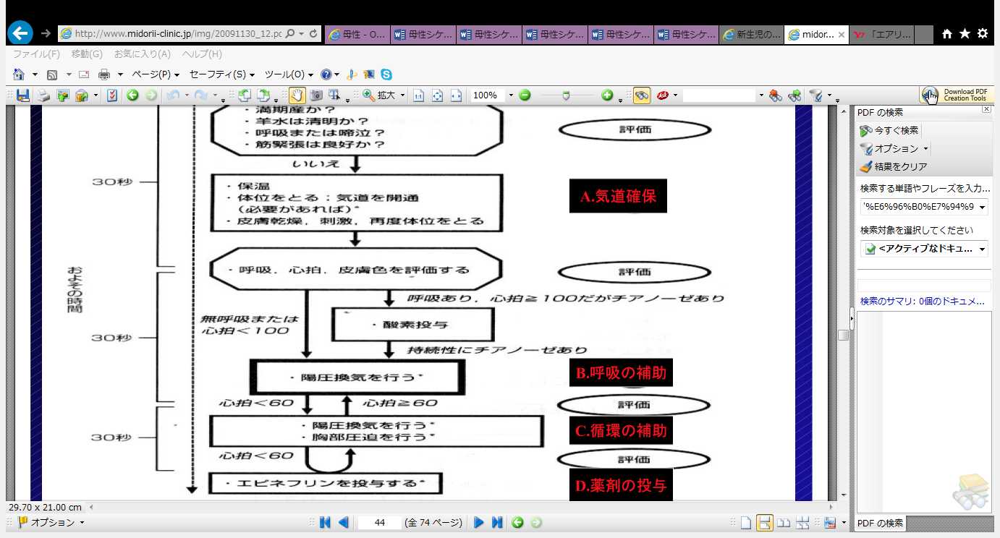 http://www.midorii-clinic.jp/img/20091130_12.pc
母性 - O...
母性シケ...
母性シケ...
母性シケ...
母性シケ...
母性シケ...
新生児の...
midor...
「エアリ...
ファイル(F) 移動(G) お気に入り(A) ヘルプ(H)
ページ(P) セーフティ(S) ツール(O)
拡大 1:1 100% Ask Download PDF
Creation Tools
・満期産か？
・羊水は清明か？
・呼吸または啼泣？
・筋緊張は良好か？
評価
いいえ
30秒
・保温
・体位をとる：気道を開通
（必要があれば）*
・皮膚乾燥，刺激，再度体位をとる
A.気道確保
およその時間
・呼吸，心拍，皮膚色を評価する
評価
呼吸あり，心拍≧100だがチアノーゼあり
無呼吸または
心拍＜100
・酸素投与
30秒
持続性にチアノーゼあり
・陽圧換気を行う*
B.呼吸の補助
心拍＜60 心拍≧60
評価
30秒
・陽圧換気を行う*
・胸部圧迫を行う*
C.循環の補助
心拍＜60
評価
・エピネフリンを投与する*
D.薬剤の投与
PDF の検索
今すぐ検索
オプション
結果をクリア
検索する単語やフレーズを入力...
'%E6%96%B0%E7%94%9
検索対象を選択してください
<アクティブなドキュ...
検索のサマリ: 0個のドキュメ...
29.70 x 21.00 cm
オプション
44 (全 74 ページ)
PDF の検索